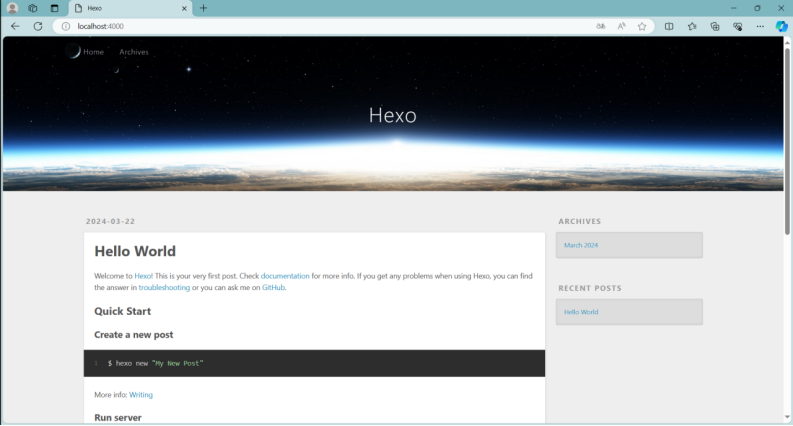 Hexo
localhost:4000
Home Archives
Hexo
2024-03-22
Hello World
Welcome to Hexo! This is your very first post. Check documentation for more info. If you get any problems when using Hexo, you can find
the answer in troubleshooting or you can ask me on GitHub.
Quick Start
Create a new post
1 $ hexo new "My New Post"
More info: Writing
Run server
ARCHIVES
March 2024
RECENT POSTS
Hello World